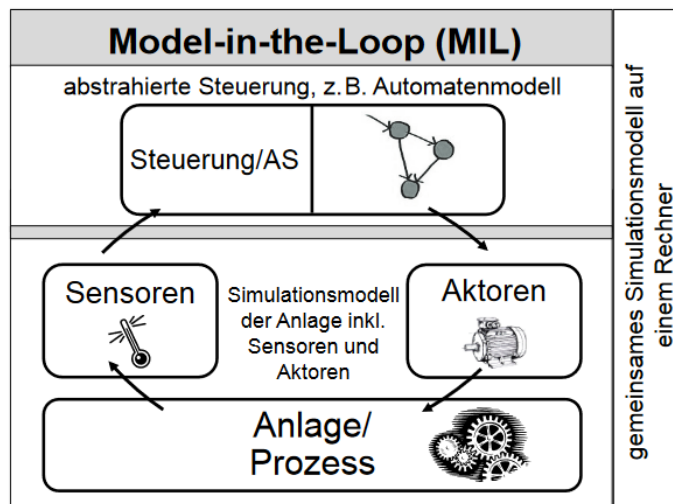 Model-in-the-Loop (MIL)
abstrahierte Steuerung, z.B. Automatenmodell
Steuerung/AS
Sensoren
Simulationsmodell
der Anlage inkl.
Sensoren und
Aktoren
Aktoren
Anlage/
Prozess
gemeinsames Simulationsmodell auf
einem Rechner